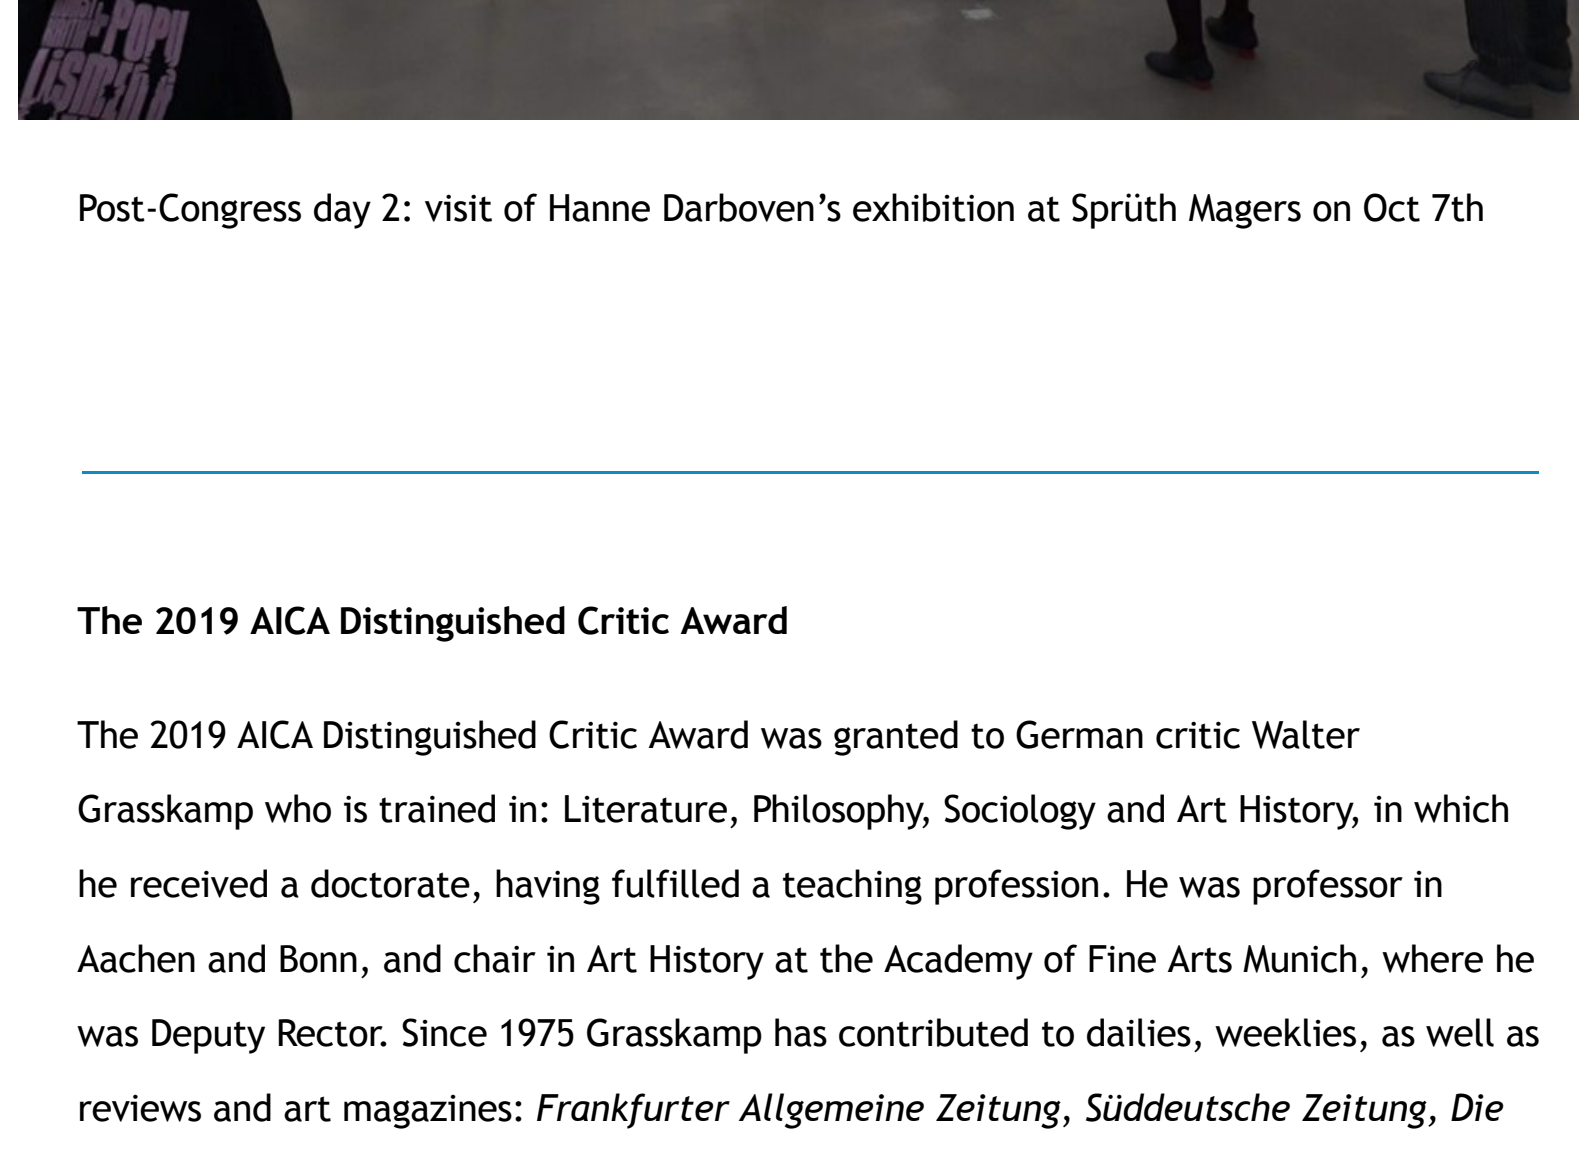 POPU
LISMEN
Post-Congress day 2: visit of Hanne Darboven’s exhibition at Sprüth Magers on Oct 7th
The 2019 AICA Distinguished Critic Award
The 2019 AICA Distinguished Critic Award was granted to German critic Walter
Grasskamp who is trained in: Literature, Philosophy, Sociology and Art History, in which
he received a doctorate, having fulfilled a teaching profession. He was professor in
Aachen and Bonn, and chair in Art History at the Academy of Fine Arts Munich, where he
was Deputy Rector. Since 1975 Grasskamp has contributed to dailies, weeklies, as well as
reviews and art magazines: Frankfurter Allgemeine Zeitung, Süddeutsche Zeitung, Die